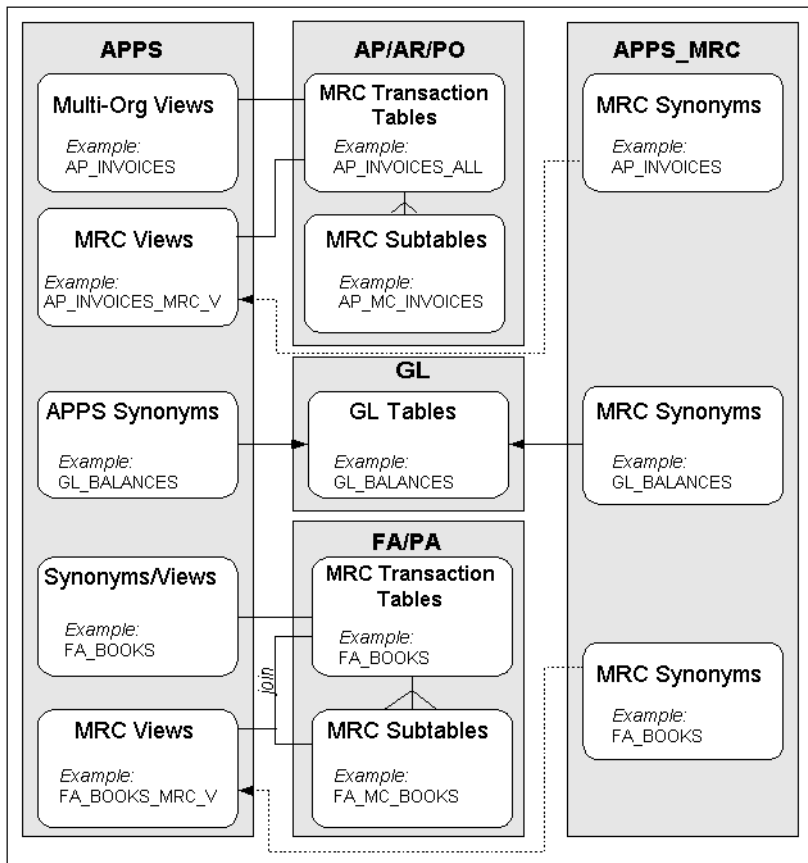 APPS
Multi-Org Views
Example:
AP_INVOICES
MRC Views
Example:
AP_INVOICES_MRC_V
APPS Synonyms
Example:
GL_BALANCES
Synonyms/Views
Example:
FA_BOOKS
MRC Views
Example:
FA_BOOKS_MRC_V
AP/AR/PO
MRC Transaction
Tables
Example:
AP_INVOICES_ALL
MRC Subtables
Example:
AP_MC_INVOICES
GL
GL Tables
Example:
GL_BALANCES
FA/PA
MRC Transaction
Tables
Example:
FA_BOOKS
join
MRC Subtables
Example:
FA_MC_BOOKS
APPS_MRC
MRC Synonyms
Example:
AP_INVOICES
MRC Synonyms
Example:
GL_BALANCES
MRC Synonyms
Example:
FA_BOOKS